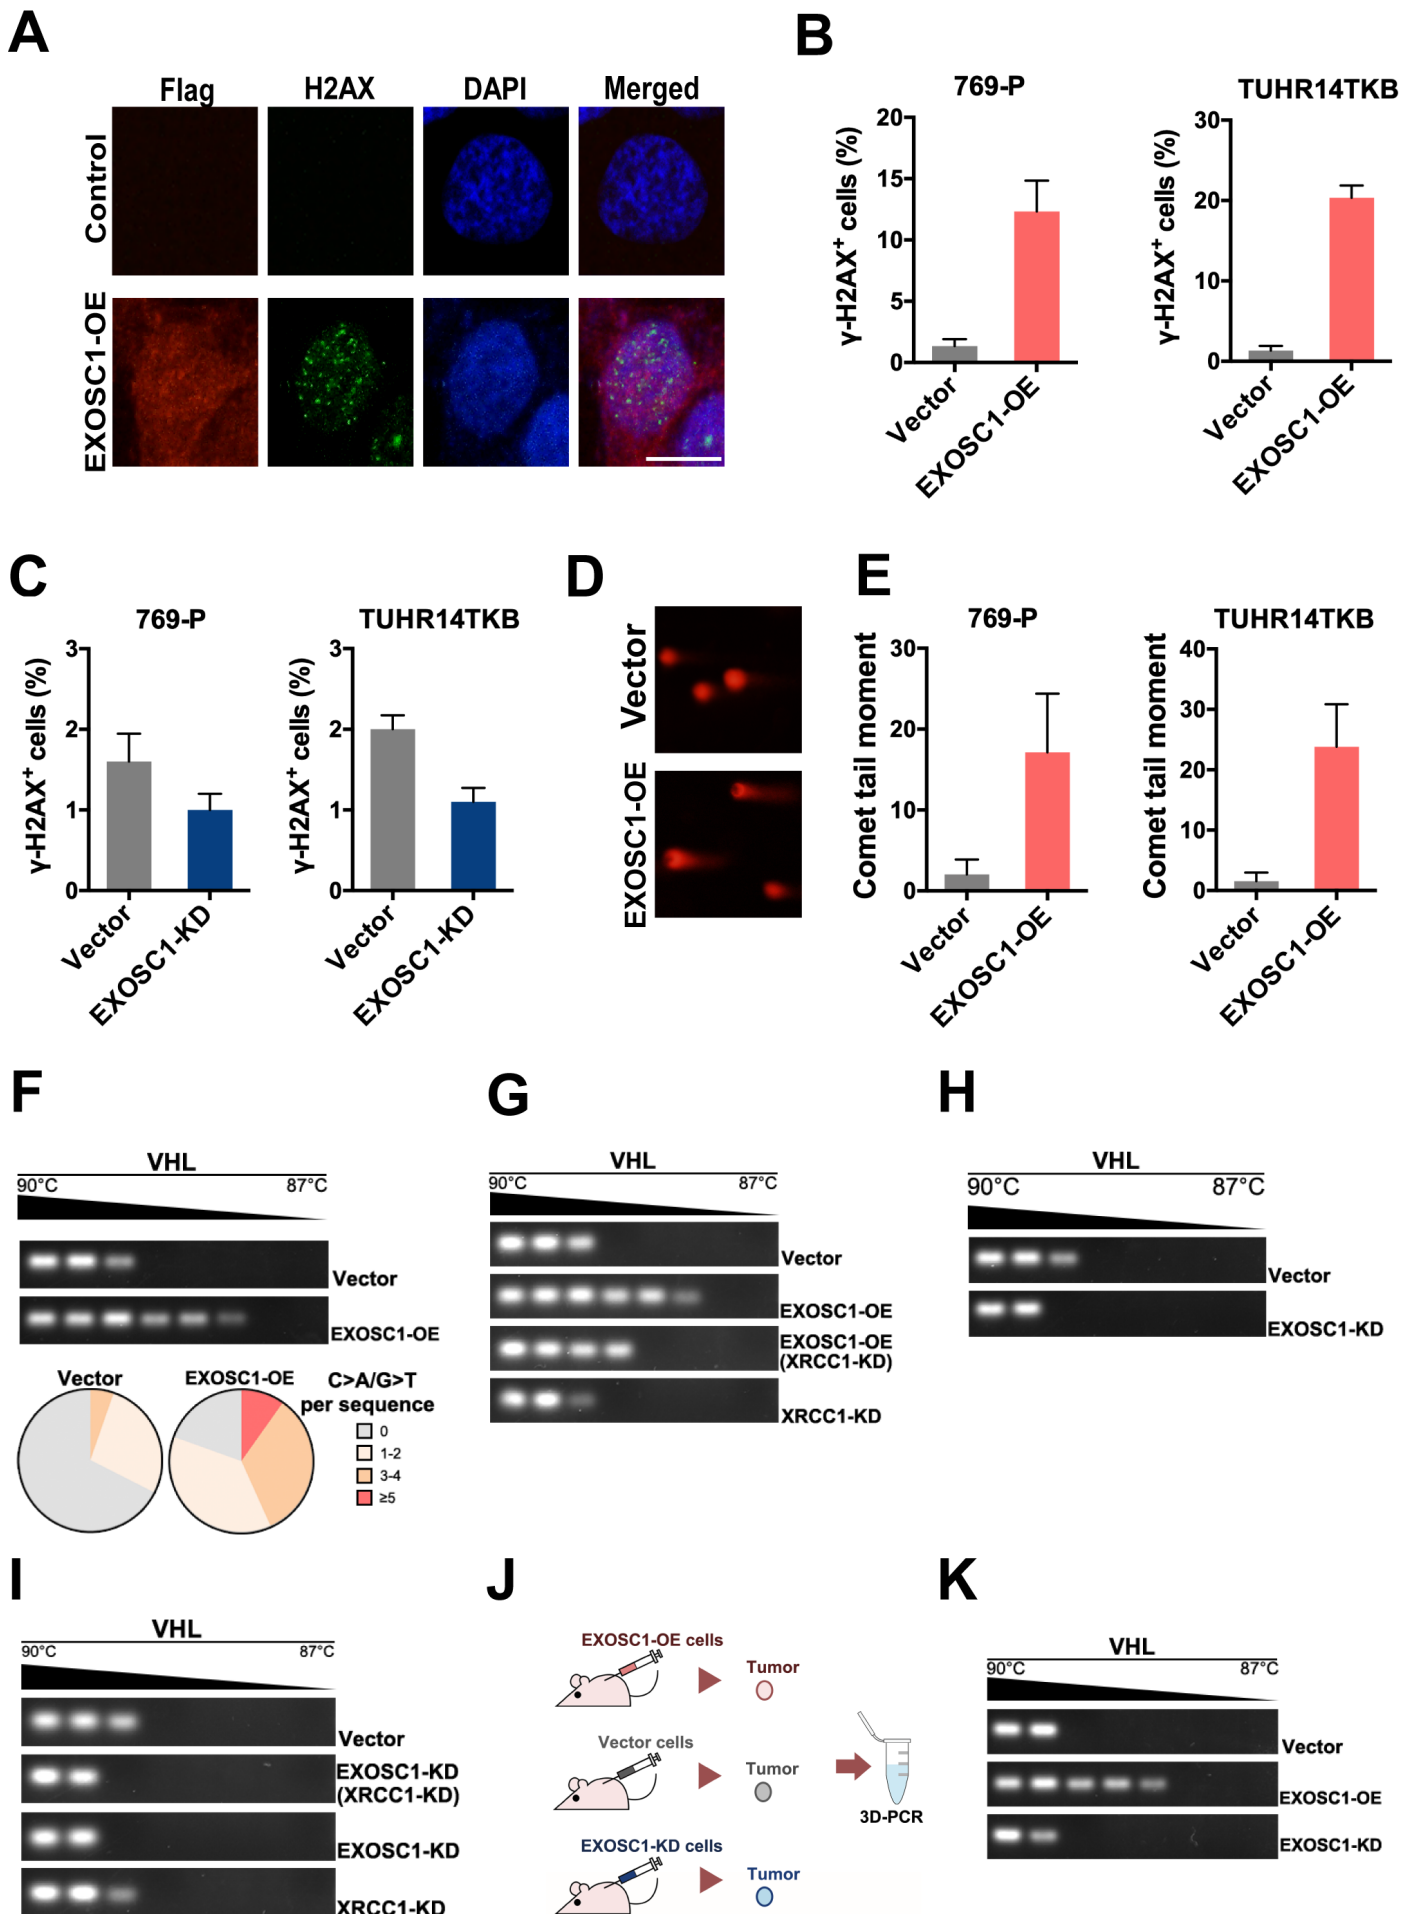 A
Flag
H2AX
DAPI
Merged
Control
EXOSC1-OE
B
769-P
γ-H2AX⁺ cells (%)
20
15
10
5
0
Vector
EXOSC1-OE
TUHR14TKB
γ-H2AX⁺ cells (%)
30
20
10
0
Vector
EXOSC1-OE
C
769-P
γ-H2AX⁺ cells (%)
3
2
1
0
Vector
EXOSC1-KD
TUHR14TKB
γ-H2AX⁺ cells (%)
3
2
1
0
Vector
EXOSC1-KD
D
Vector
EXOSC1-OE
E
769-P
Comet tail moment
30
20
10
0
Vector
EXOSC1-OE
TUHR14TKB
Comet tail moment
40
30
20
10
0
Vector
EXOSC1-OE
F
VHL
90°C 87°C
Vector
EXOSC1-OE
Vector
EXOSC1-OE
C>A/G>T
per sequence
0
1-2
3-4
≥5
G
VHL
90°C 87°C
Vector
EXOSC1-OE
EXOSC1-OE
(XRCC1-KD)
XRCC1-KD
H
VHL
90°C 87°C
Vector
EXOSC1-KD
I
VHL
90°C 87°C
Vector
EXOSC1-KD
(XRCC1-KD)
EXOSC1-KD
XRCC1-KD
J
EXOSC1-OE cells
Tumor
Vector cells
Tumor
EXOSC1-KD cells
Tumor
3D-PCR
K
VHL
90°C 87°C
Vector
EXOSC1-OE
EXOSC1-KD